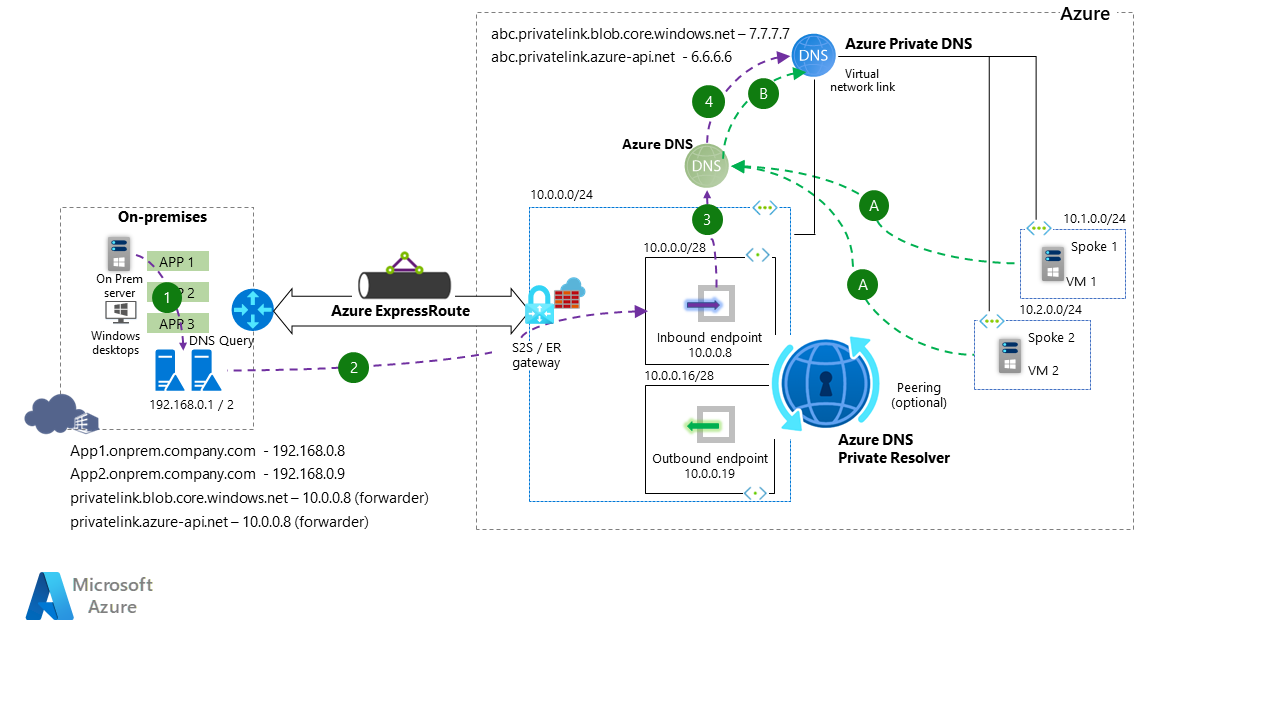 Azure
abc.privatelink.blob.core.windows.net – 7.7.7.7
abc.privatelink.azure-api.net - 6.6.6.6
DNS
Azure Private DNS
Virtual
network link
4
B
Azure DNS
DNS
10.0.0.0/24
A
3
On-premises
10.1.0.0/24
Spoke 1
VM 1
On Prem
server
APP 1
2
APP 3
1
Windows
desktops
DNS Query
192.168.0.1 / 2
Azure ExpressRoute
2
S2S / ER
gateway
10.0.0.0/28
Inbound endpoint
10.0.0.8
A
10.2.0.0/24
Spoke 2
VM 2
10.0.0.16/28
Outbound endpoint
10.0.0.19
Peering
(optional)
Azure DNS
Private Resolver
App1.onprem.company.com - 192.168.0.8
App2.onprem.company.com - 192.168.0.9
privatelink.blob.core.windows.net – 10.0.0.8 (forwarder)
privatelink.azure-api.net – 10.0.0.8 (forwarder)
Microsoft
Azure